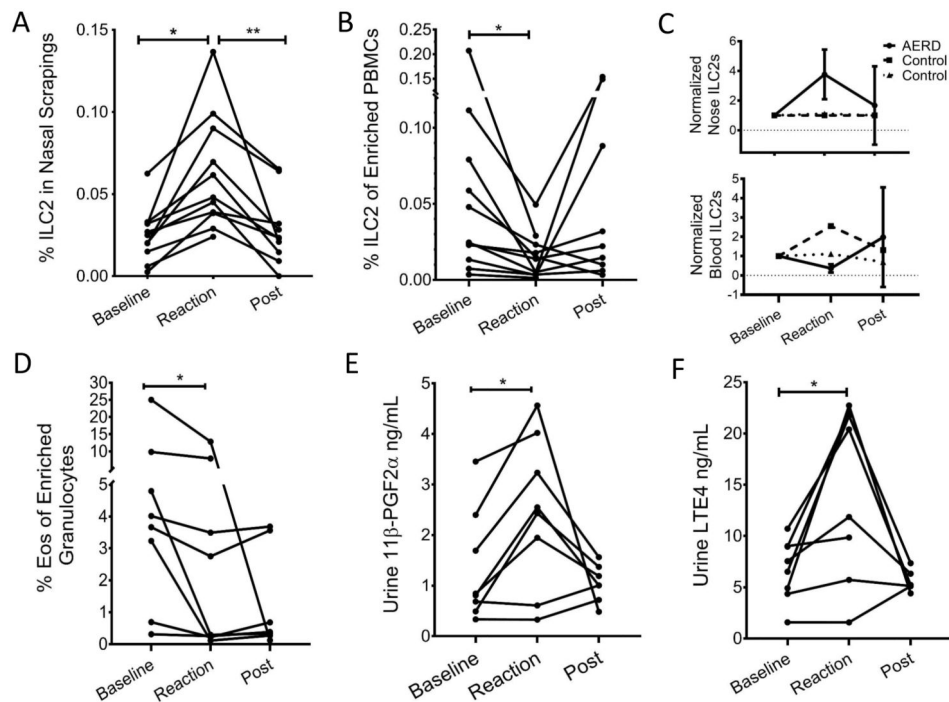 A
% ILC2 in Nasal Scrapings
0.15
0.10
0.05
0.00
*
**
Baseline
Reaction
Post
B
% ILC2 of Enriched PBMCs
0.25
0.20
0.15
0.10
0.05
0.00
*
Baseline
Reaction
Post
C
Normalized
Nose ILC2s
6
4
2
0
AERD
Control
Control
Normalized
Blood ILC2s
5
4
3
2
1
0
-1
Baseline
Reaction
Post
D
% Eos of Enriched
Granulocytes
30
25
20
15
10
5
4
3
2
1
0
*
Baseline
Reaction
Post
E
Urine 11β-PGF2α ng/mL
5
4
3
2
1
0
*
Baseline
Reaction
Post
F
Urine LTE4 ng/mL
25
20
15
10
5
0
*
Baseline
Reaction
Post